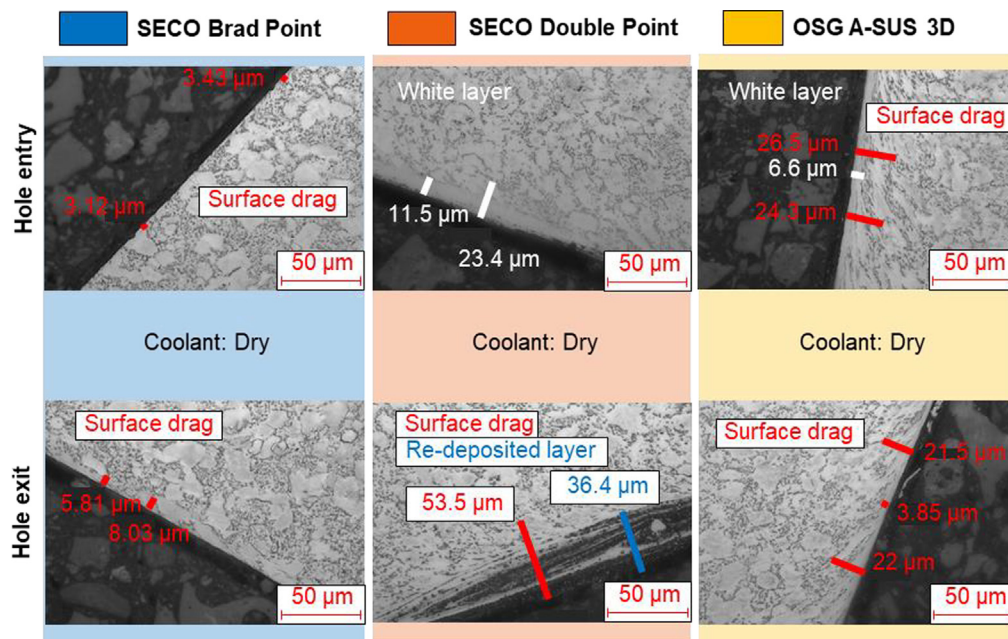 SECO Brad Point
SECO Double Point
OSG A-SUS 3D
Hole entry
3.43 µm
3.12 µm
Surface drag
50 µm
White layer
11.5 µm
23.4 µm
50 µm
White layer
Surface drag
26.5 µm
6.6 µm
24.3 µm
50 µm
Coolant: Dry
Coolant: Dry
Coolant: Dry
Hole exit
Surface drag
5.81 µm
8.03 µm
50 µm
Surface drag
Re-deposited layer
53.5 µm
36.4 µm
50 µm
Surface drag
21.5 µm
3.85 µm
22 µm
50 µm